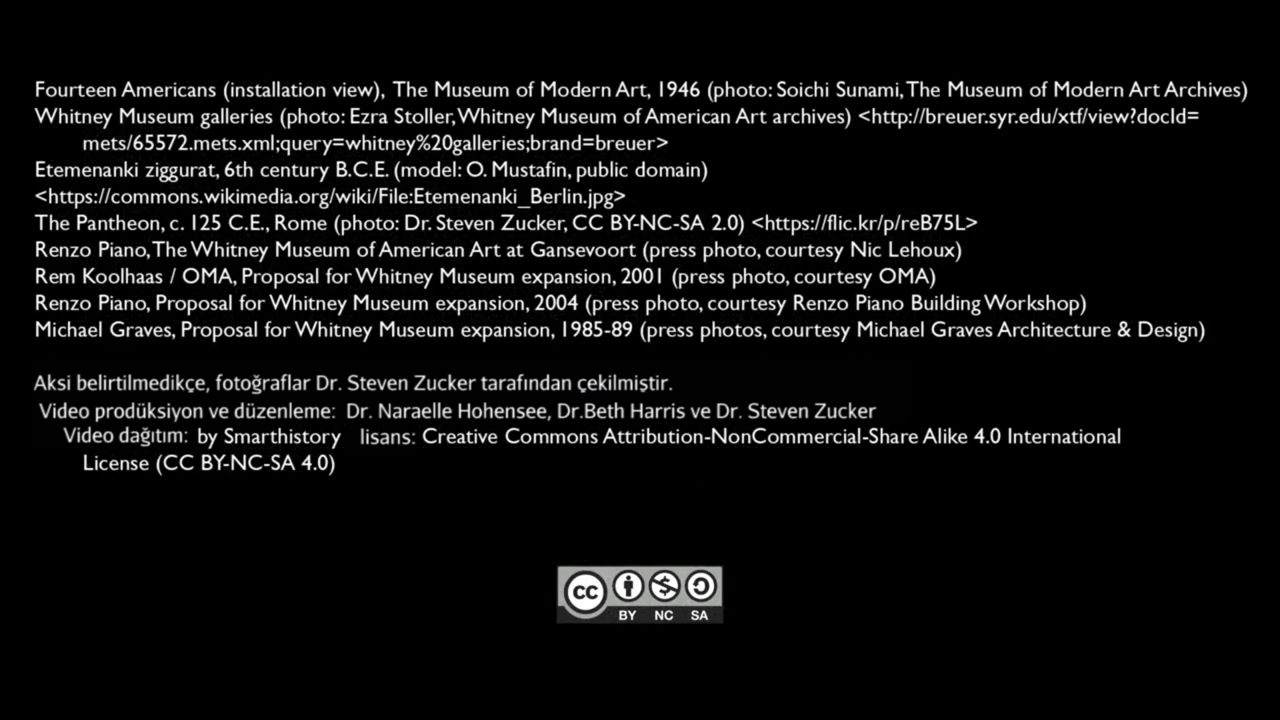 Fourteen Americans (installation view), The Museum of Modern Art, 1946 (photo: Soichi Sunami, The Museum of Modern Art Archives)
Whitney Museum galleries (photo: Ezra Stoller, Whitney Museum of American Art archives) <http://breuer.syr.edu/xtf/view?docId=
mets/65572.mets.xml;query=whitney%20galleries;brand=breuer>
Etemenanki ziggurat, 6th century B.C.E. (model: O. Mustafin, public domain)
<https://commons.wikimedia.org/wiki/File:Etemenanki_Berlin.jpg>
The Pantheon, c. 125 C.E., Rome (photo: Dr. Steven Zucker, CC BY-NC-SA 2.0) <https://flic.kr/p/reB75L>
Renzo Piano, The Whitney Museum of American Art at Gansevoort (press photo, courtesy Nic Lehoux)
Rem Koolhaas / OMA, Proposal for Whitney Museum expansion, 2001 (press photo, courtesy OMA)
Renzo Piano, Proposal for Whitney Museum expansion, 2004 (press photo, courtesy Renzo Piano Building Workshop)
Michael Graves, Proposal for Whitney Museum expansion, 1985-89 (press photos, courtesy Michael Graves Architecture & Design)
Aksi belirtilmedikçe, fotoğraflar Dr. Steven Zucker tarafından çekilmiştir.
Video prodüksiyon ve düzenleme: Dr. Naraelle Hohensee, Dr.Beth Harris ve Dr. Steven Zucker
Video dağıtım: by Smarthistory lisans: Creative Commons Attribution-NonCommercial-Share Alike 4.0 International
License (CC BY-NC-SA 4.0)
cc
BY NC SA